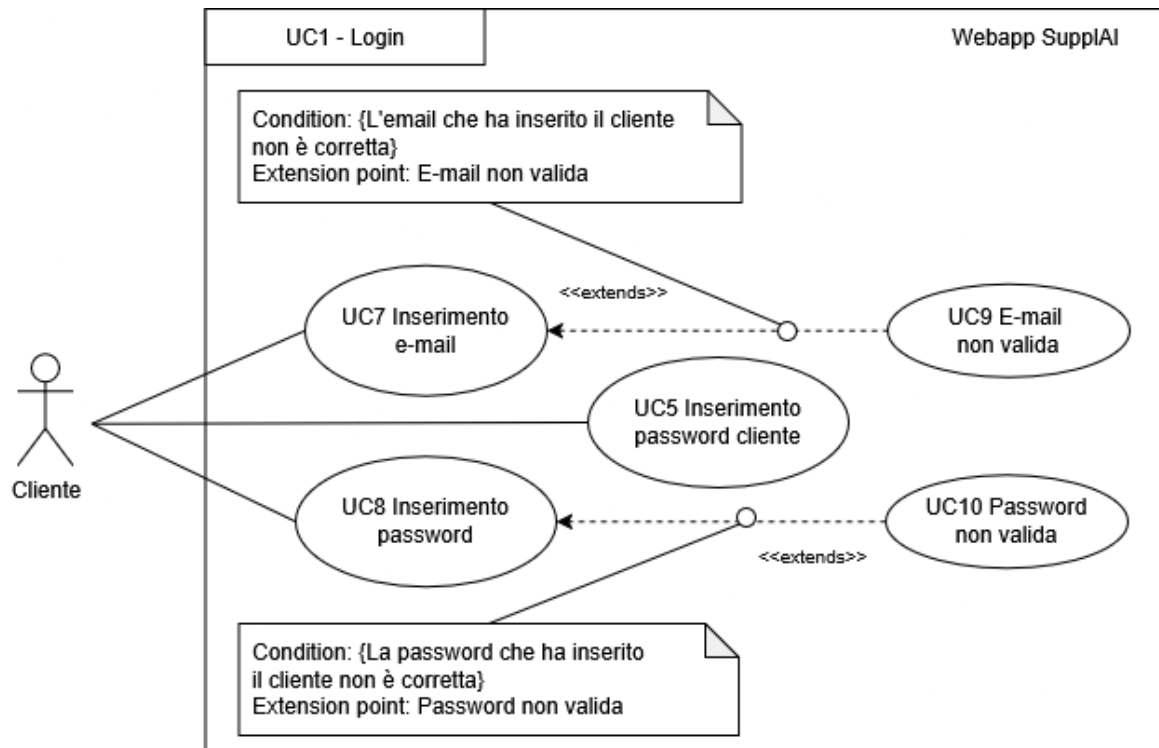 UC1 - Login
Webapp SupplAI
Condition: {L'email che ha inserito il cliente
non è corretta}
Extension point: E-mail non valida
<<extends>>
UC7 Inserimento
e-mail
UC9 E-mail
non valida
UC5 Inserimento
password cliente
Cliente
UC8 Inserimento
password
UC10 Password
non valida
<<extends>>
Condition: {La password che ha inserito
il cliente non è corretta}
Extension point: Password non valida